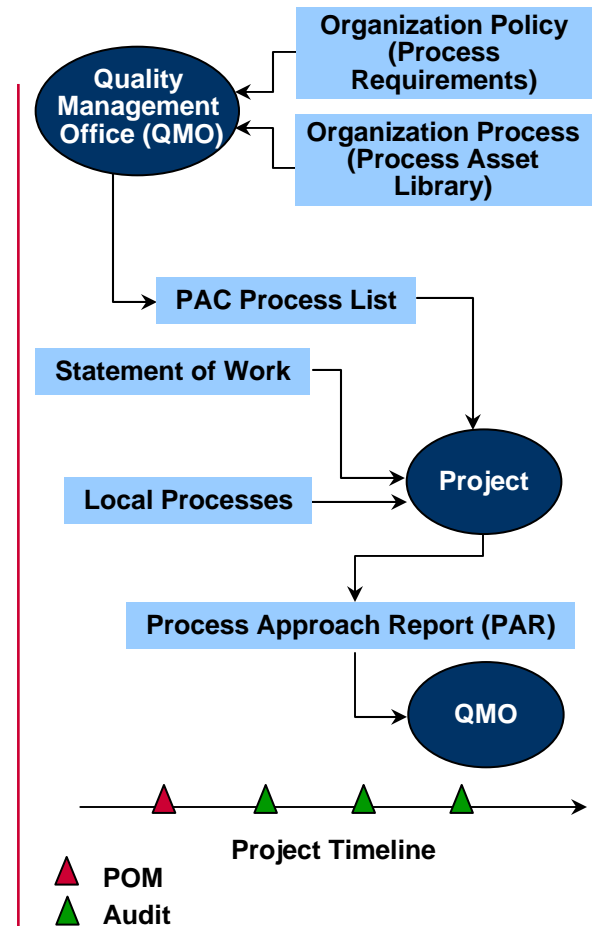 Organization Policy
(Process
Requirements)
Quality
Management
Office (QMO)
Organization Process
(Process Asset
Library)
PAC Process List
Statement of Work
Project
Local Processes
Process Approach Report (PAR)
QMO
Project Timeline
POM
Audit